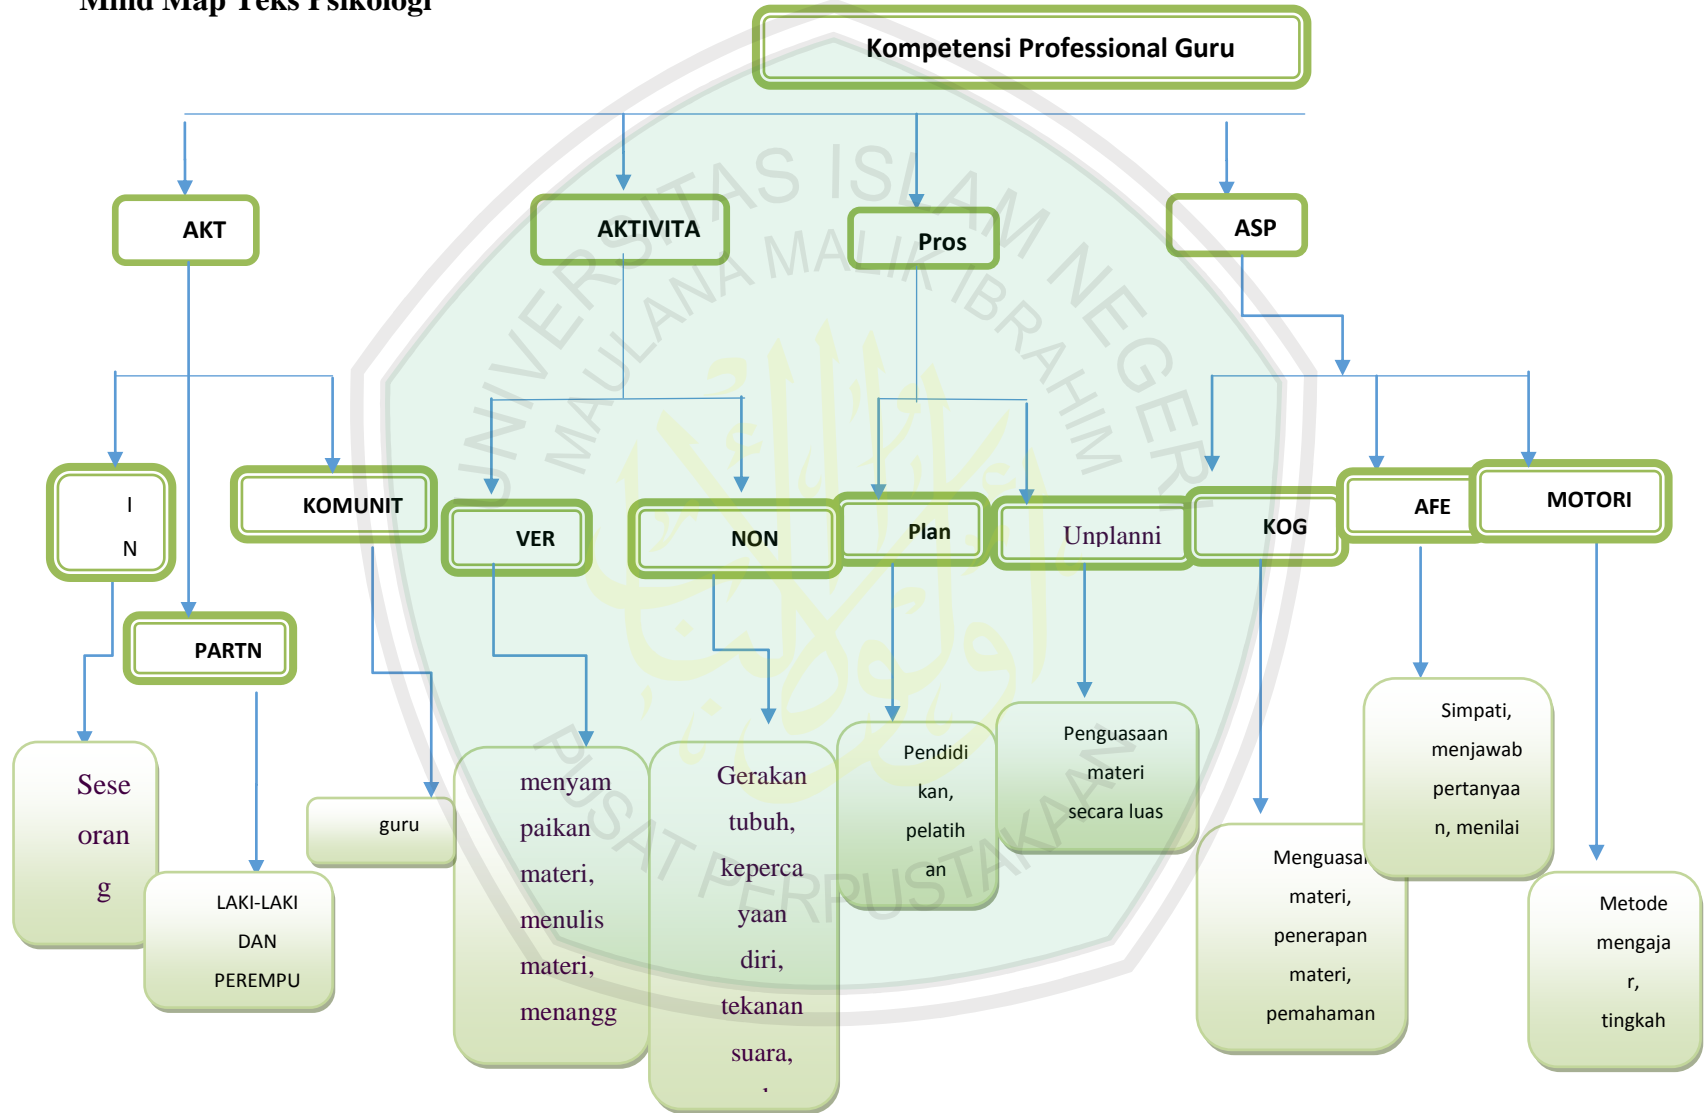 Mind Map Teks Psikologi
Kompetensi Professional Guru
AKT
AKTIVITA
Pros
ASP
I
N
KOMUNIT
VER
NON
Plan
Unplanni
KOG
AFE
MOTORI
PARTN
Sese
oran
g
LAKI-LAKI
DAN
PEREMPU
guru
menyam
paikan
materi,
menulis
materi,
menangg
Gerakan
tubuh,
keperca
yaan
diri,
tekanan
suara,
Pendidi
kan,
pelatih
an
Penguasaan
materi
secara luas
Menguasai
materi,
penerapan
materi,
pemahaman
Simpati,
menjawab
pertanyaa
n, menilai
Metode
mengaja
r,
tingkah
UNIVERSITAS ISLAM NEGERI
MAULANA MALIK IBRAHIM
PUSAT PERPUSTAKAAN